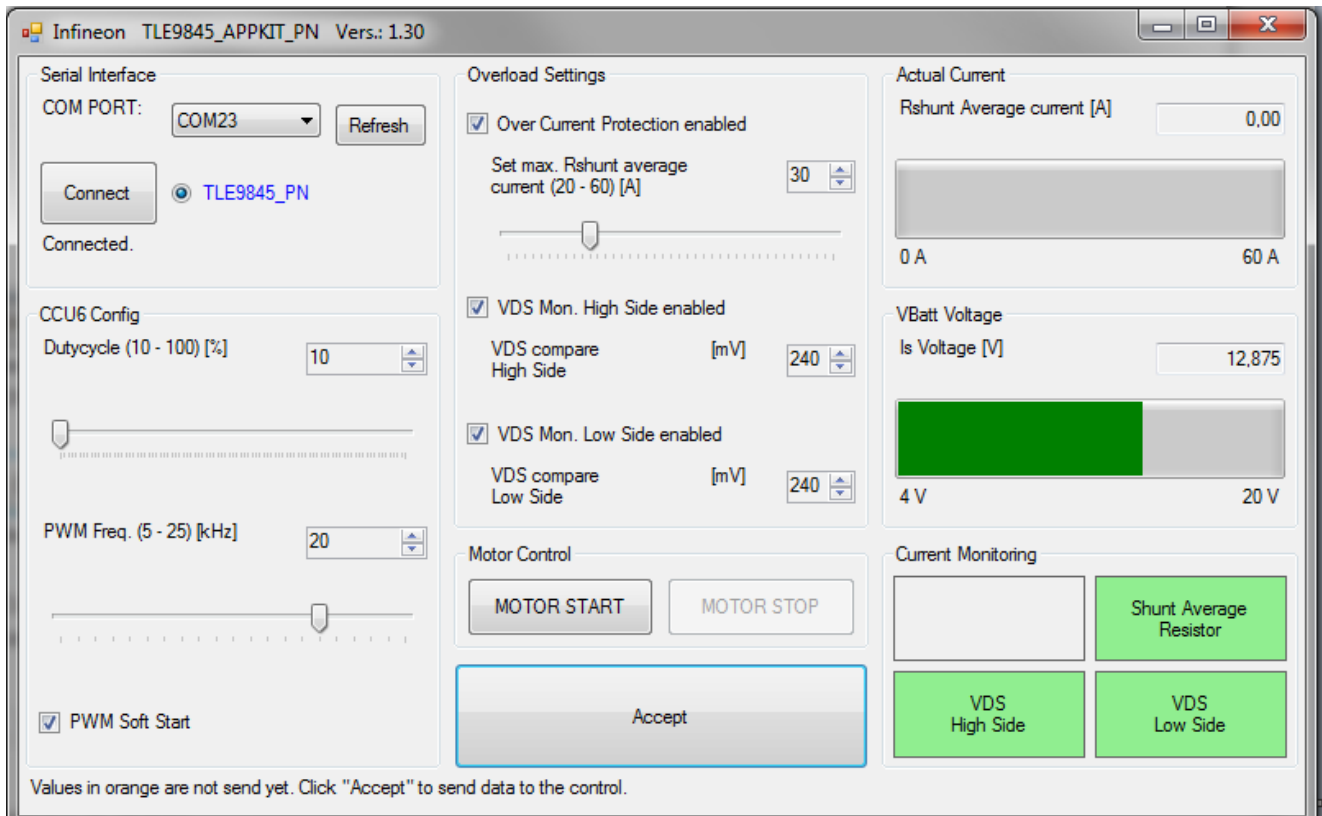 Infineon TLE9845_APPKIT_PN Vers.: 1.30
Serial Interface
COM PORT:
COM23
Refresh
Connect
TLE9845_PN
Connected.
CCU6 Config
Dutycycle (10 - 100) [%]
10
PWM Freq. (5 - 25) [kHz]
20
PWM Soft Start
Overload Settings
Over Current Protection enabled
Set max. Rshunt average
current (20 - 60) [A]
30
VDS Mon. High Side enabled
VDS compare [mV]
High Side
240
VDS Mon. Low Side enabled
VDS compare [mV]
Low Side
240
Motor Control
MOTOR START
MOTOR STOP
Accept
Actual Current
Rshunt Average current [A]
0,00
0 A
60 A
VBatt Voltage
Is Voltage [V]
12,875
4 V
20 V
Current Monitoring
Shunt Average
Resistor
VDS
High Side
VDS
Low Side
Values in orange are not send yet. Click "Accept" to send data to the control.